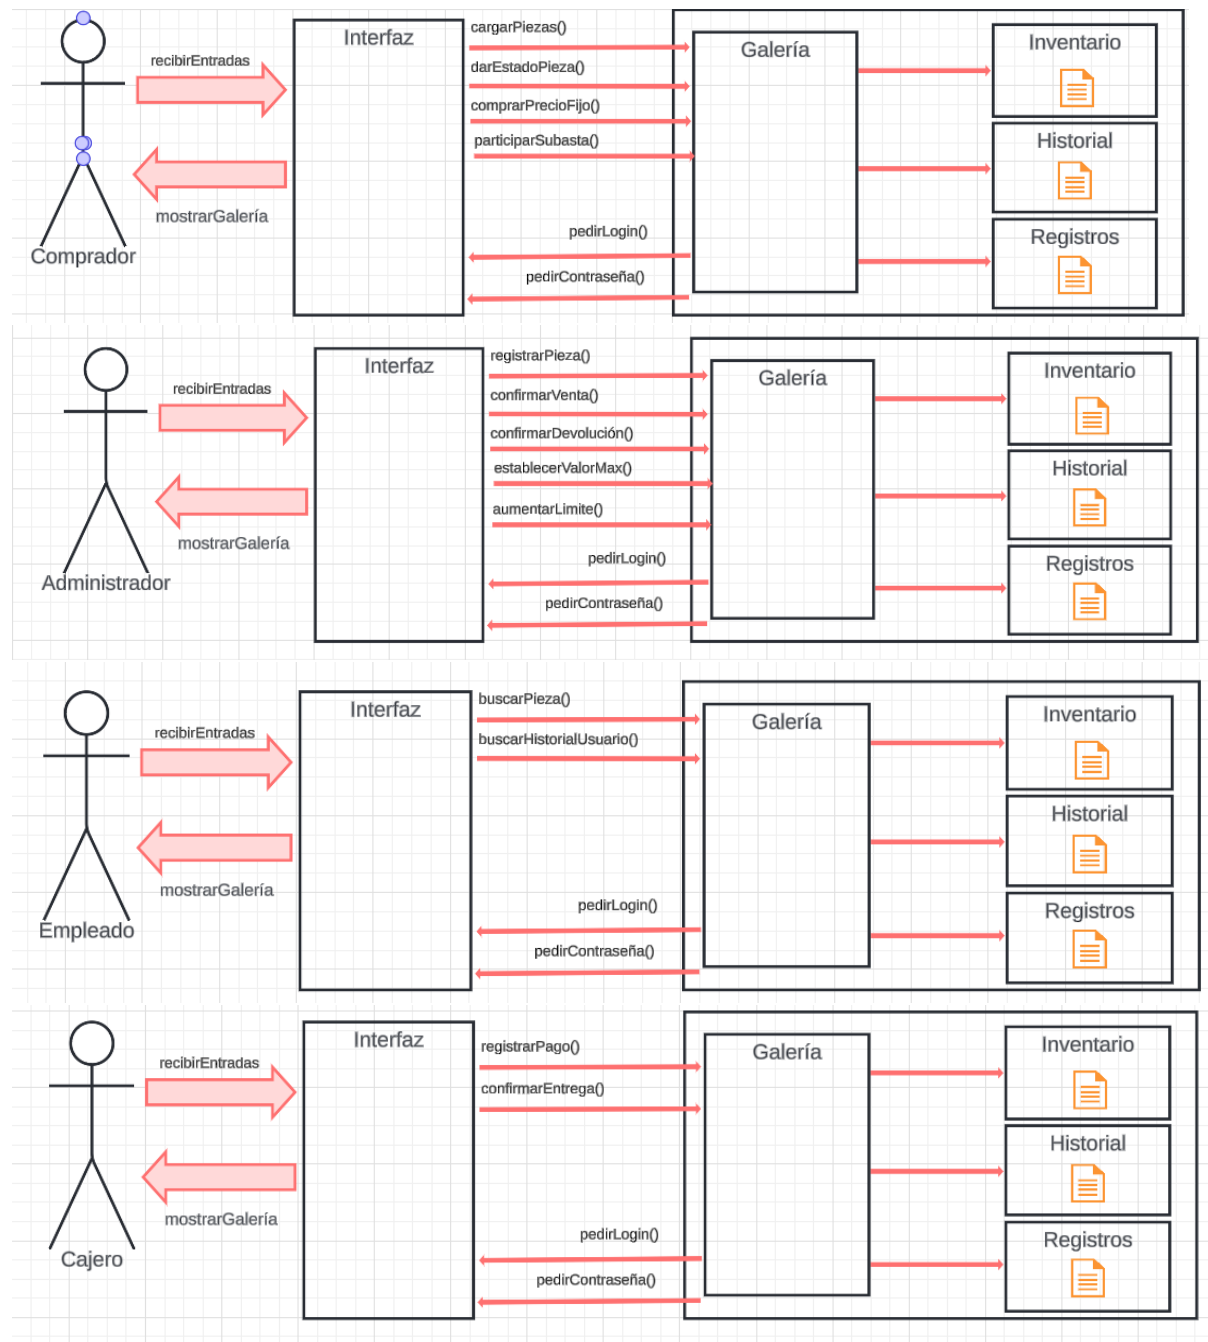 Interfaz
cargarPiezas()
Galería
Inventario
recibirEntradas
darEstadoPieza()
comprarPrecioFijo()
participarSubasta()
Historial
mostrarGalería
pedirLogin()
Registros
Comprador
pedirContraseña()
Interfaz
registrarPieza()
Galería
Inventario
recibirEntradas
confirmarVenta()
confirmarDevolución()
establecerValorMax()
Historial
aumentarLimite()
mostrarGalería
pedirLogin()
Registros
Administrador
pedirContraseña()
Interfaz
buscarPieza()
Galería
Inventario
recibirEntradas
buscarHistorialUsuario()
Historial
mostrarGalería
pedirLogin()
Registros
Empleado
pedirContraseña()
Interfaz
registrarPago()
Galería
Inventario
recibirEntradas
confirmarEntrega()
Historial
mostrarGalería
pedirLogin()
Registros
Cajero
pedirContraseña()